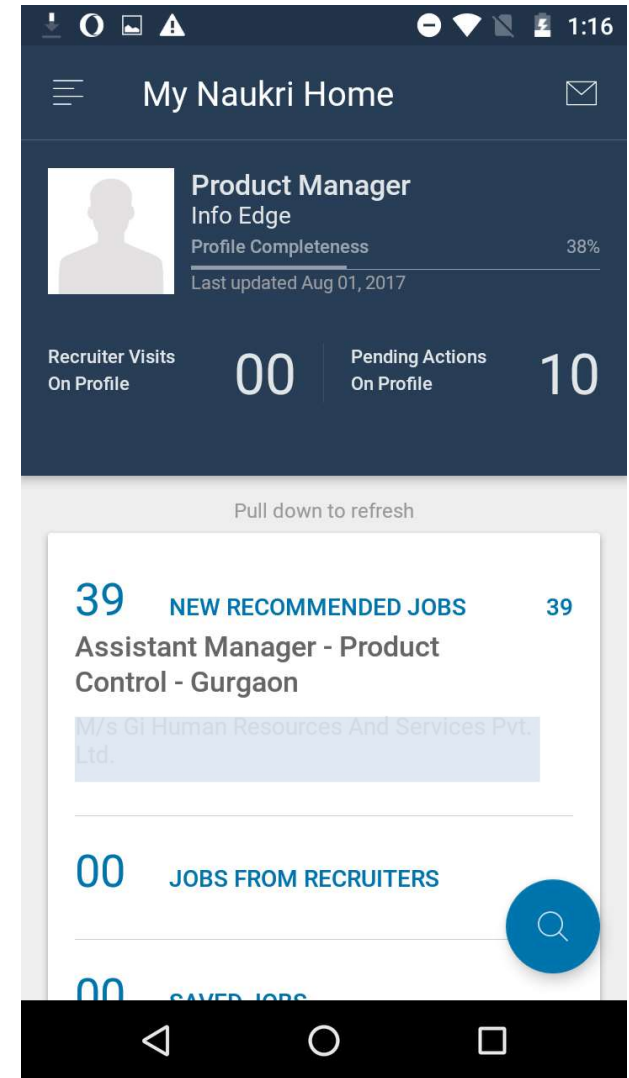 1:16
My Naukri Home
Product Manager
Info Edge
Profile Completeness 38%
Last updated Aug 01, 2017
Recruiter Visits
On Profile
00
Pending Actions
On Profile
10
Pull down to refresh
39 NEW RECOMMENDED JOBS 39
Assistant Manager - Product
Control - Gurgaon
M/s Gi Human Resources And Services Pvt.
Ltd.
00 JOBS FROM RECRUITERS
00 SAVED JOBS